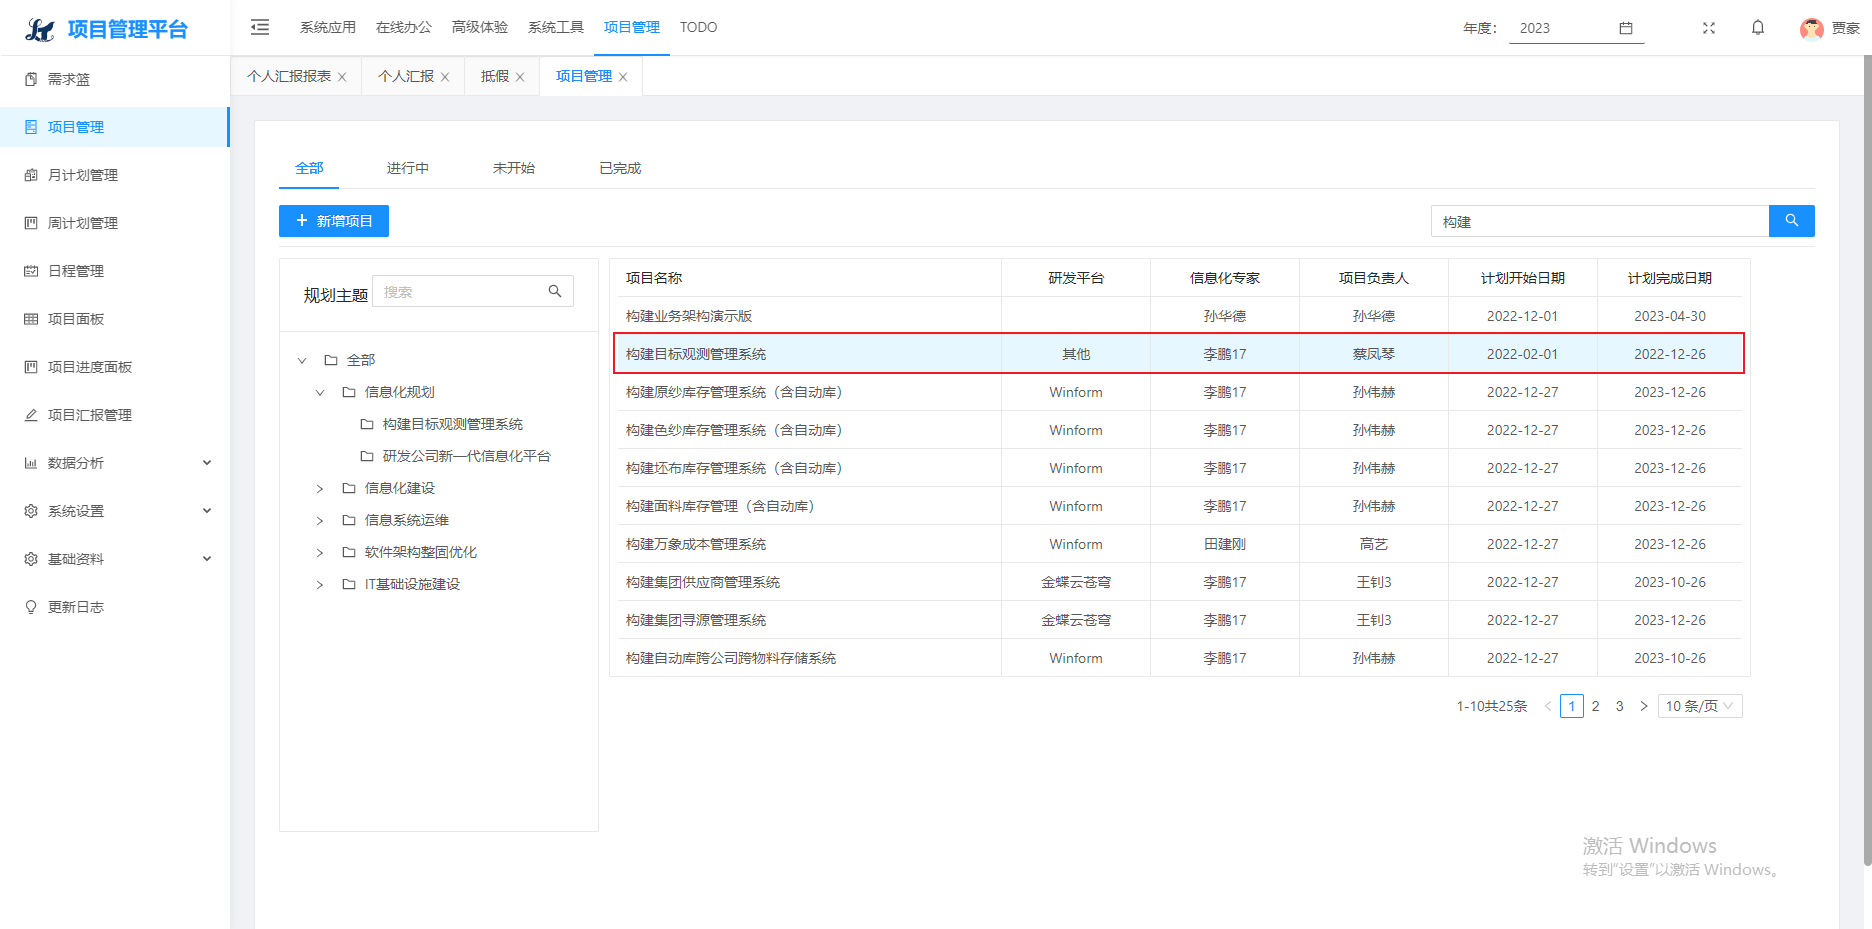 项目管理平台
系统应用 在线办公 高级体验 系统工具 项目管理 TODO
年度： 2023
贾豪
需求篮
项目管理
月计划管理
周计划管理
日程管理
项目面板
项目进度面板
项目汇报管理
数据分析
系统设置
基础资料
更新日志
个人汇报报表 个人汇报 抵假 项目管理
全部 进行中 未开始 已完成
新增项目
构建
规划主题 搜索
全部
信息化规划
构建目标观测管理系统
研发公司新一代信息化平台
信息化建设
信息系统运维
软件架构整固优化
IT基础设施建设
项目名称 研发平台 信息化专家 项目负责人 计划开始日期 计划完成日期
构建业务架构演示版 孙华德 孙华德 2022-12-01 2023-04-30
构建目标观测管理系统 其他 李鹏17 蔡凤琴 2022-02-01 2022-12-26
构建原纱库存管理系统（含自动库） Winform 李鹏17 孙伟赫 2022-12-27 2023-12-26
构建色纱库存管理系统（含自动库） Winform 李鹏17 孙伟赫 2022-12-27 2023-12-26
构建坯布库存管理系统（含自动库） Winform 李鹏17 孙伟赫 2022-12-27 2023-12-26
构建面料库存管理（含自动库） Winform 李鹏17 孙伟赫 2022-12-27 2023-12-26
构建万象成本管理系统 Winform 田建刚 高艺 2022-12-27 2023-12-26
构建集团供应商管理系统 金蝶云苍穹 李鹏17 王钊3 2022-12-27 2023-10-26
构建集团寻源管理系统 金蝶云苍穹 李鹏17 王钊3 2022-12-27 2023-12-26
构建自动库跨公司跨物料存储系统 Winform 李鹏17 孙伟赫 2022-12-27 2023-10-26
1-10共25条 1 2 3 10 条/页
激活 Windows
转到“设置”以激活 Windows。